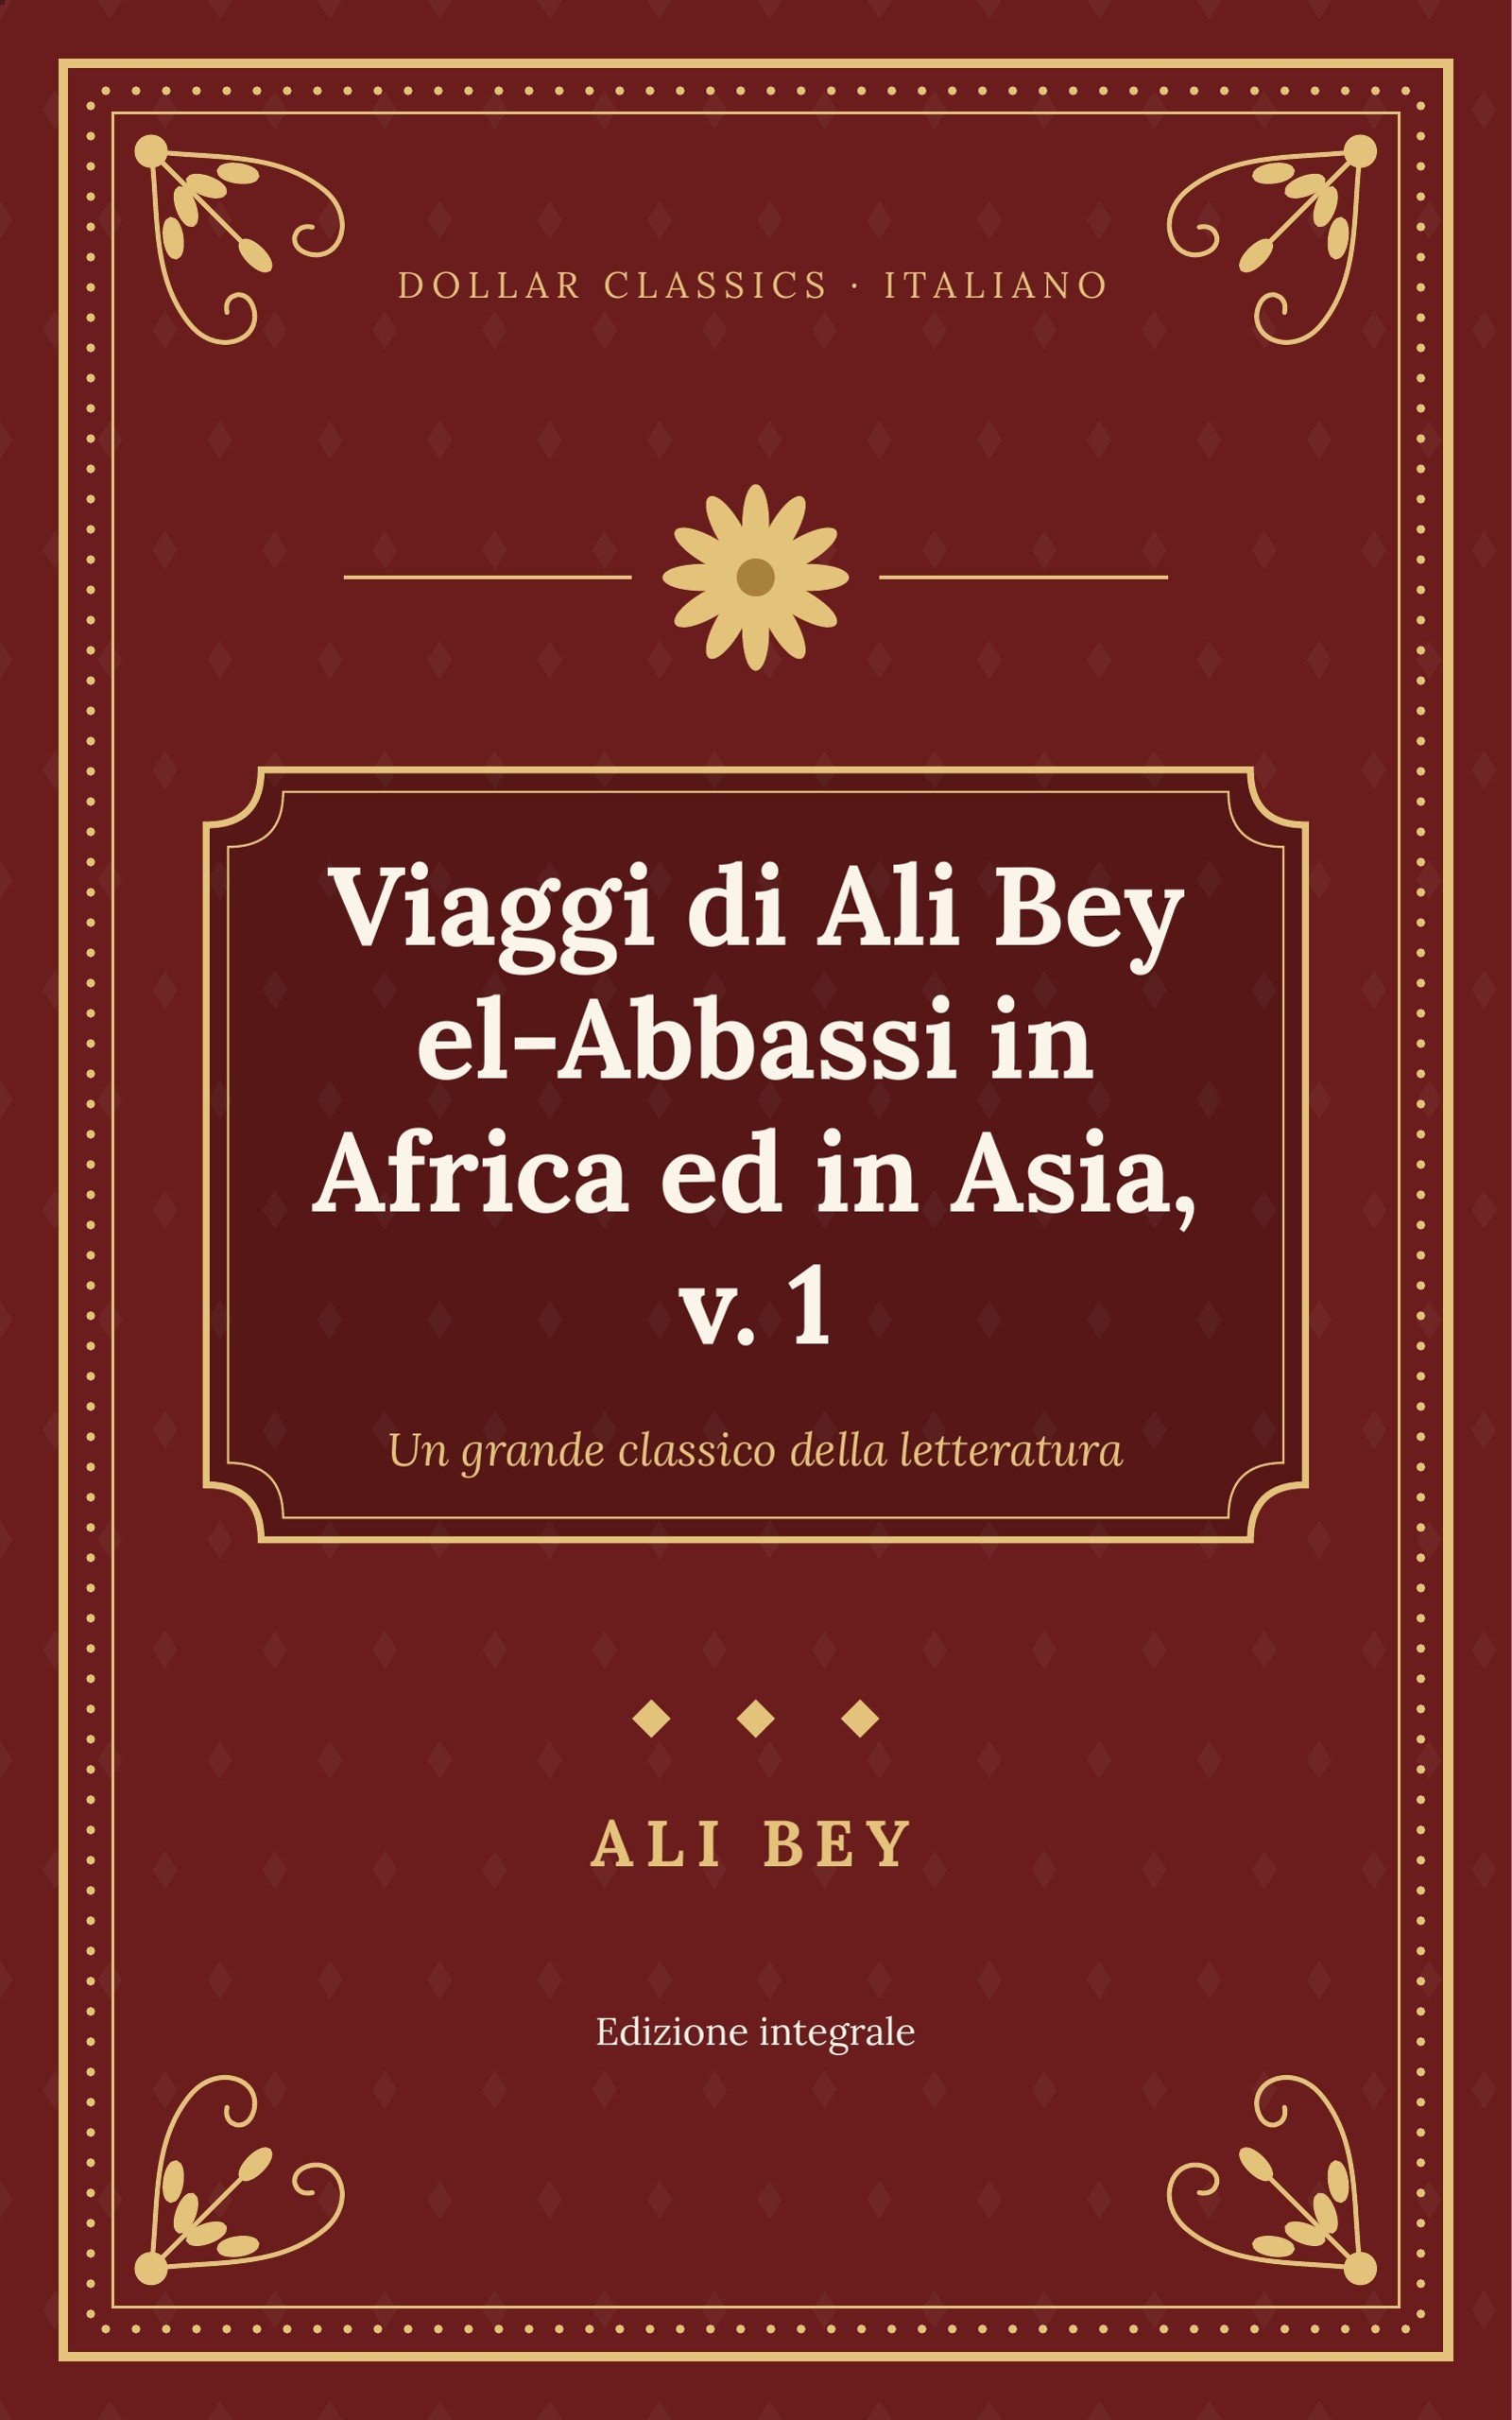 DOLLAR CLASSICS · ITALIANO
Viaggi di Ali Bey
el-Abbassi in
Africa ed in Asia,
v. 1
Un grande classico della letteratura
ALI BEY
Edizione integrale